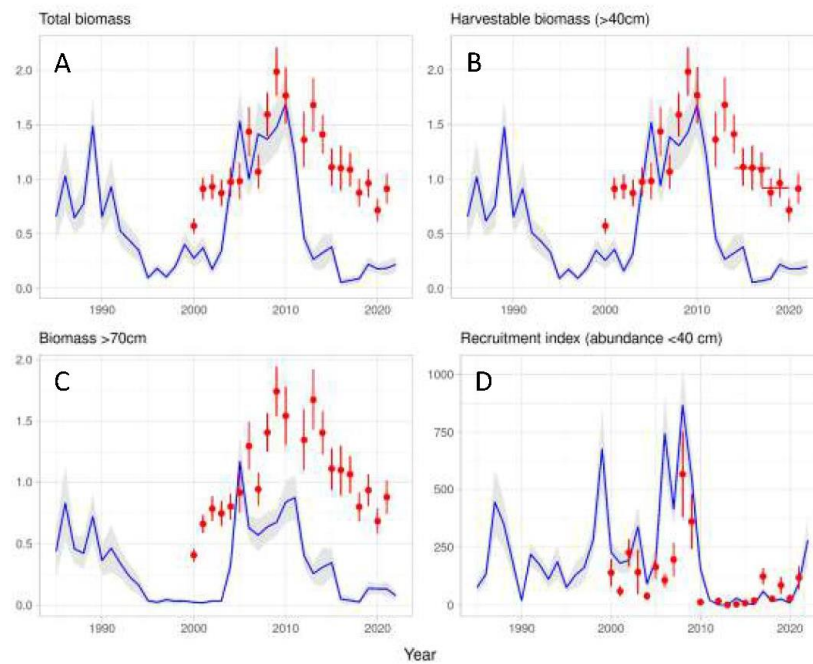 Total biomass
Harvestable biomass (>40cm)
A
B
2.0
1.5
1.0
0.5
0.0
2.0
1.5
1.0
0.5
0.0
1990 2000 2010 2020
1990 2000 2010 2020
Biomass >70cm
Recruitment index (abundance <40 cm)
C
D
2.0
1.5
1.0
0.5
0.0
1000
750
500
250
0
1990 2000 2010 2020
1990 2000 2010 2020
Year